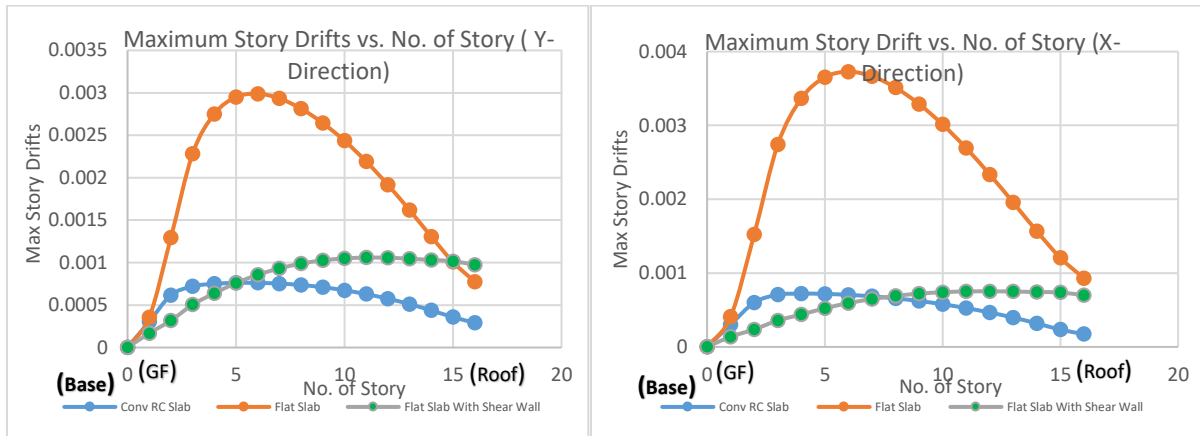 Maximum Story Drifts vs. No. of Story ( Y-
Direction)
Max Story Drifts
0.0035
0.003
0.0025
0.002
0.0015
0.001
0.0005
0
0 5 10 15 20
(Base) (GF) (Roof)
No. of Story
Conv RC Slab Flat Slab Flat Slab With Shear Wall
Maximum Story Drift vs. No. of Story (X-
Direction)
Max Story Drifts
0.004
0.003
0.002
0.001
0
0 5 10 15 20
(Base) (GF) (Roof)
No. of Story
Conv RC Slab Flat Slab Flat Slab With Shear Wall